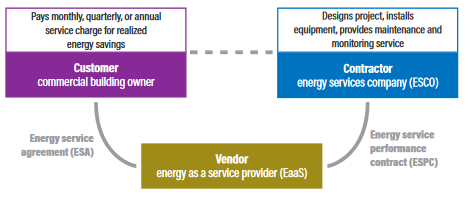 Pays monthly, quarterly, or annual
service charge for realized
energy savings
Customer
commercial building owner
Designs project, installs
equipment, provides maintenance and
monitoring service
Contractor
energy services company (ESCO)
Energy service
agreement (ESA)
Energy service
performance
contract (ESPC)
Vendor
energy as a service provider (EaaS)